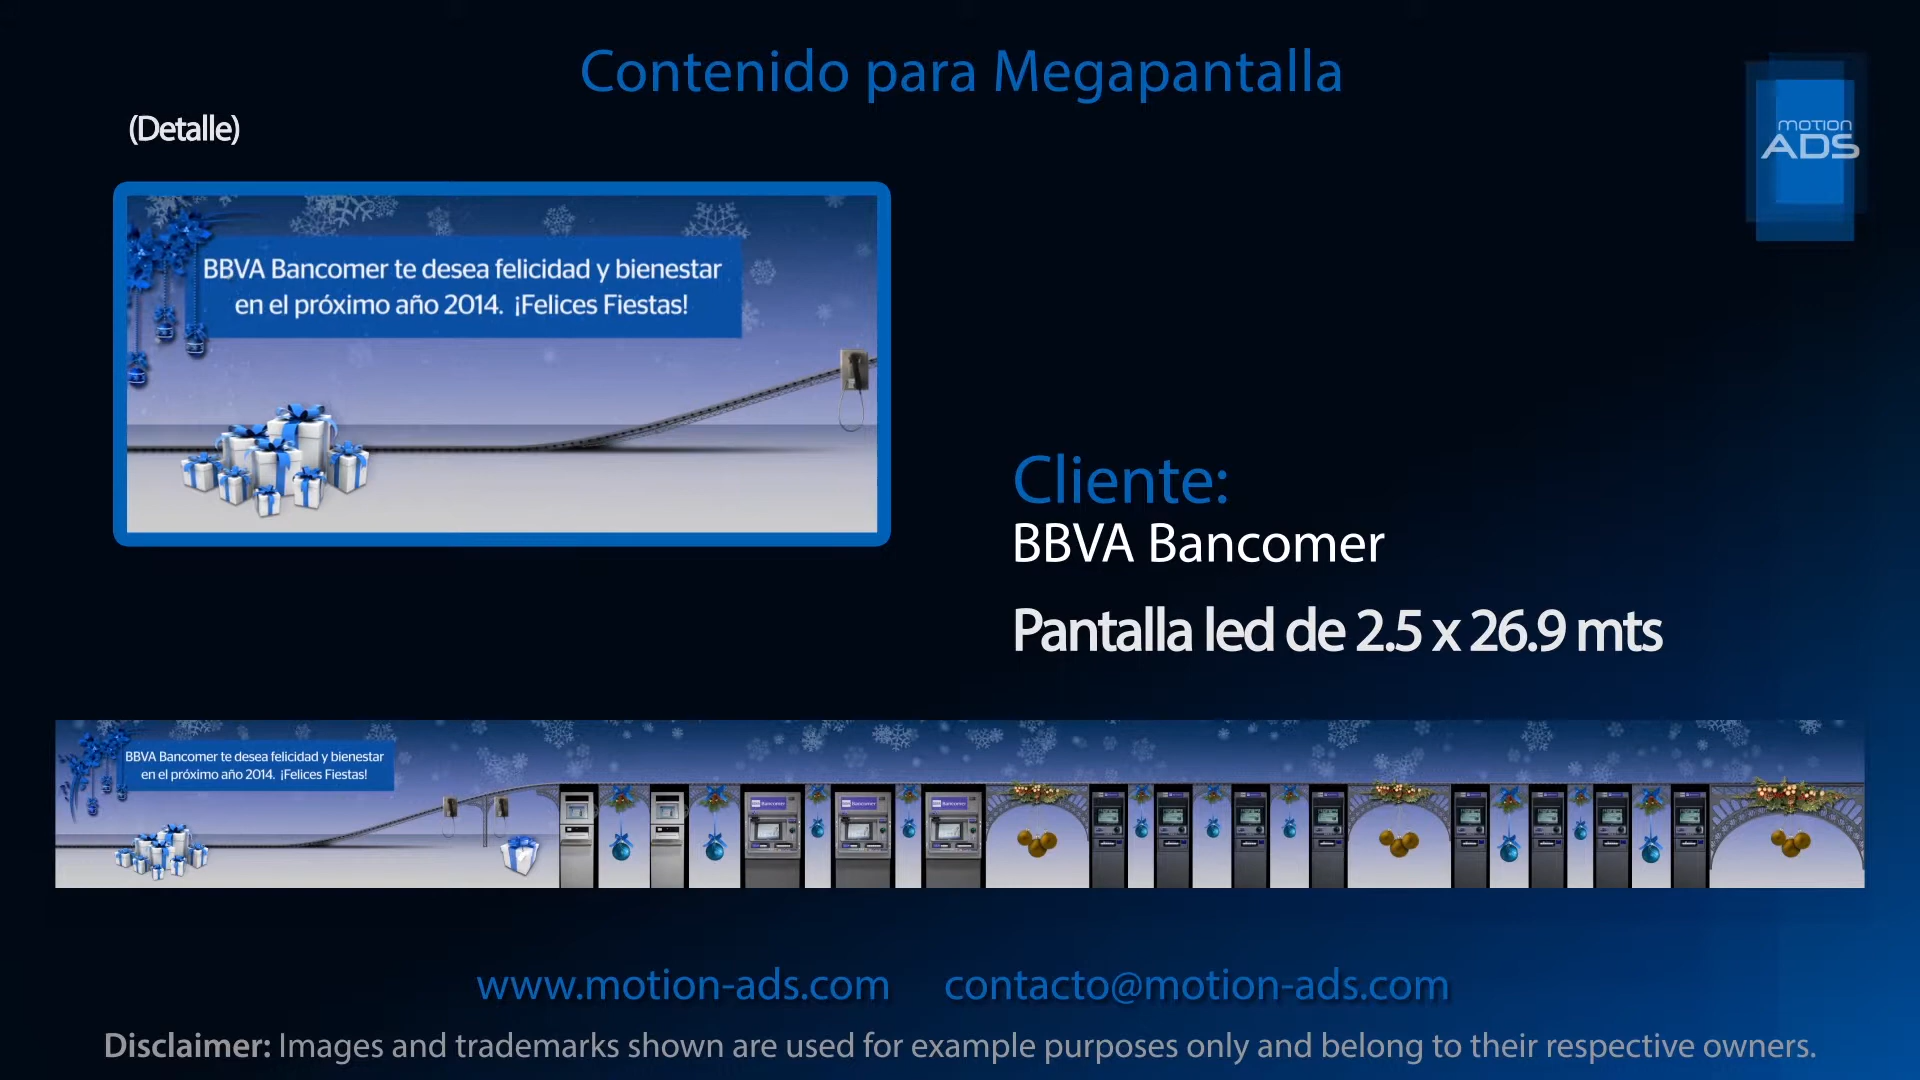 Contenido para Megapantalla
(Detalle)
MOTION
ADS
BBVA Bancomer te desea felicidad y bienestar
en el próximo año 2014. ¡Felices Fiestas!
Cliente:
BBVA Bancomer
Pantalla led de 2.5 x 26.9 mts
BBVA Bancomer te desea felicidad y bienestar
en el próximo año 2014. ¡Felices Fiestas!
Bancomer
Bancomer
Bancomer
www.motion-ads.com contacto@motion-ads.com
Disclaimer: Images and trademarks shown are used for example purposes only and belong to their respective owners.